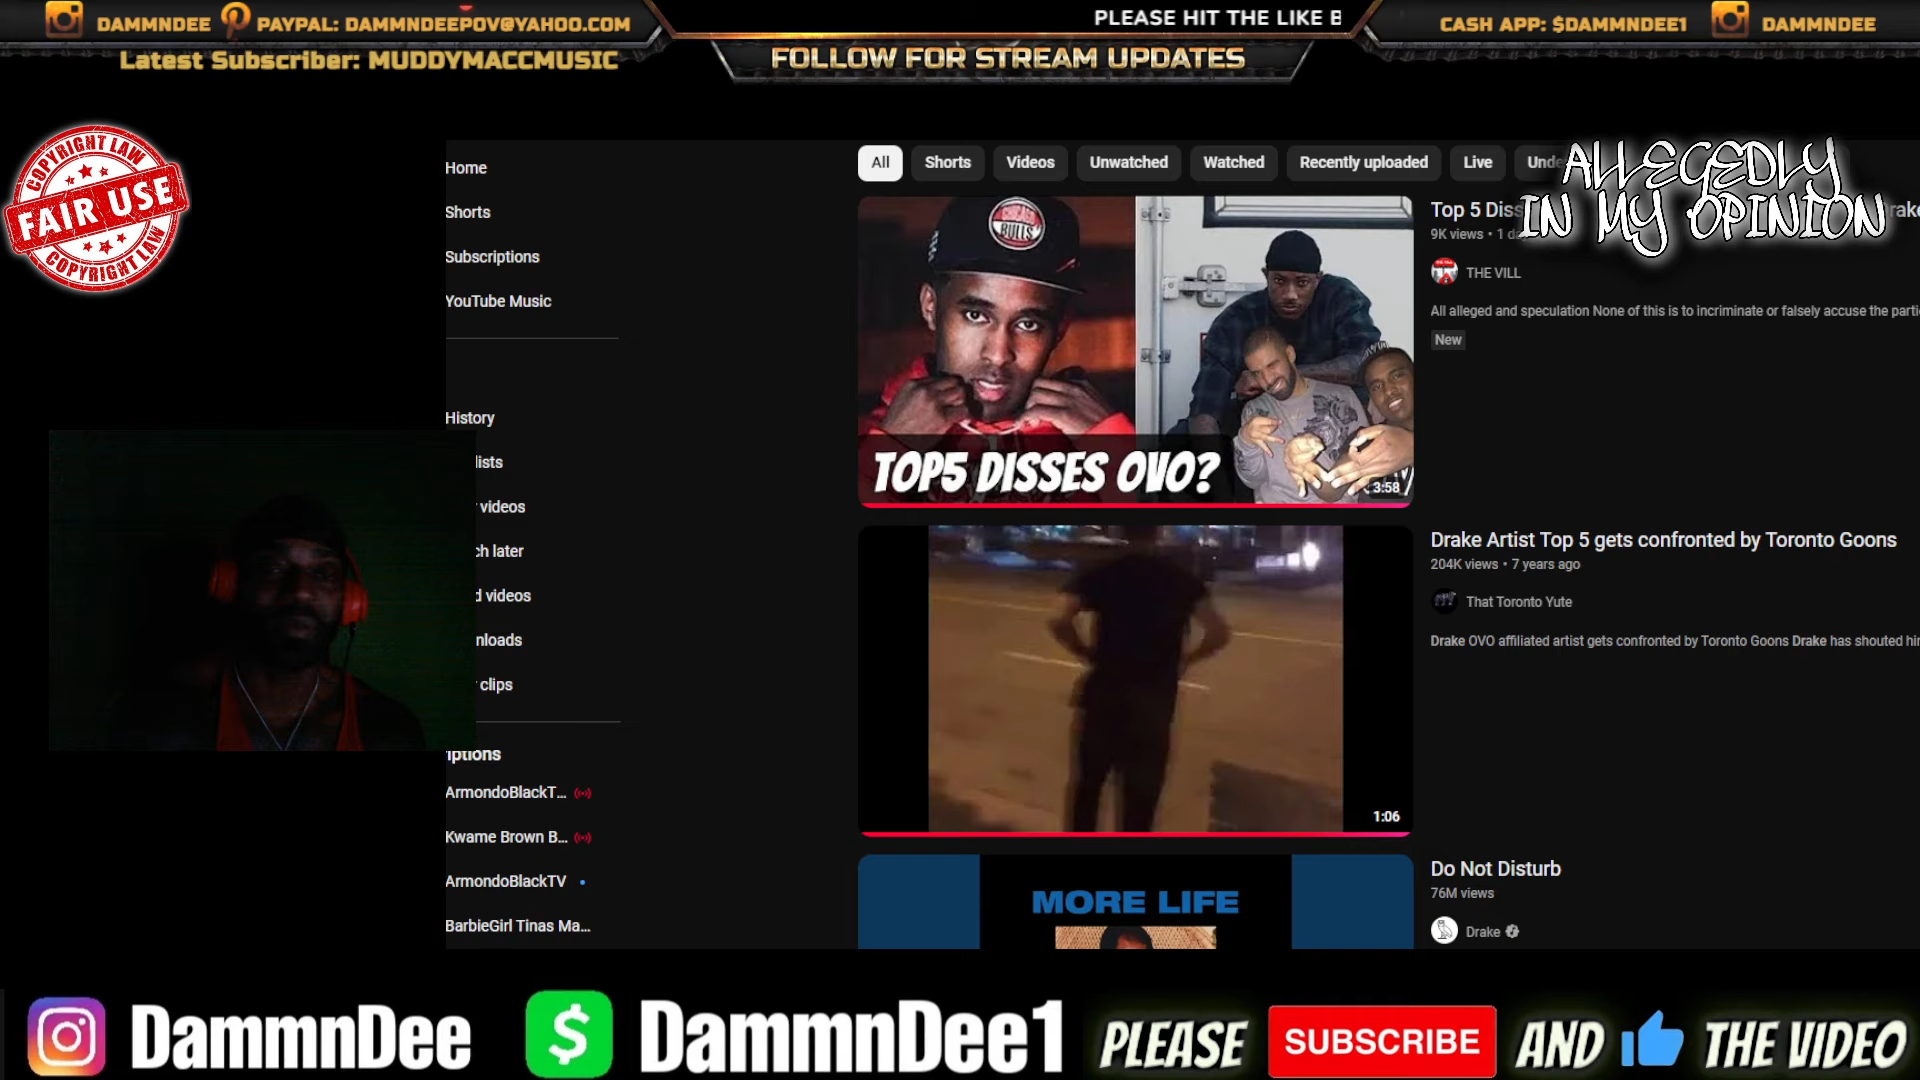 DAMMNDEE
PAYPAL: DAMMNDEEPOV@YAHOO.COM
PLEASE HIT THE LIKE B
CASH APP: $DAMMNDEE1
DAMMNDEE
Latest Subscriber: MUDDYMACCMUSIC
FOLLOW FOR STREAM UPDATES
COPYRIGHT LAW
FAIR USE
COPYRIGHT LAW
ALLEGEDLY
IN MY OPINION
Home
Shorts
Subscriptions
YouTube Music
History
lists
videos
ch later
d videos
nloads
clips
iptions
ArmondoBlackT...
Kwame Brown B...
ArmondoBlackTV
BarbieGirl Tinas Ma...
All
Shorts
Videos
Unwatched
Watched
Recently uploaded
Live
CHICAGO
BULLS
TOP5 DISSES OVO?
3:58
Top 5 Diss
9K views • 1 da
THE VILL
All alleged and speculation None of this is to incriminate or falsely accuse the parti
New
1:06
Drake Artist Top 5 gets confronted by Toronto Goons
204K views • 7 years ago
That Toronto Yute
Drake OVO affiliated artist gets confronted by Toronto Goons Drake has shouted hi
MORE LIFE
Do Not Disturb
76M views
Drake
DammnDee
$
DammnDee1
PLEASE
SUBSCRIBE
AND
THE VIDEO